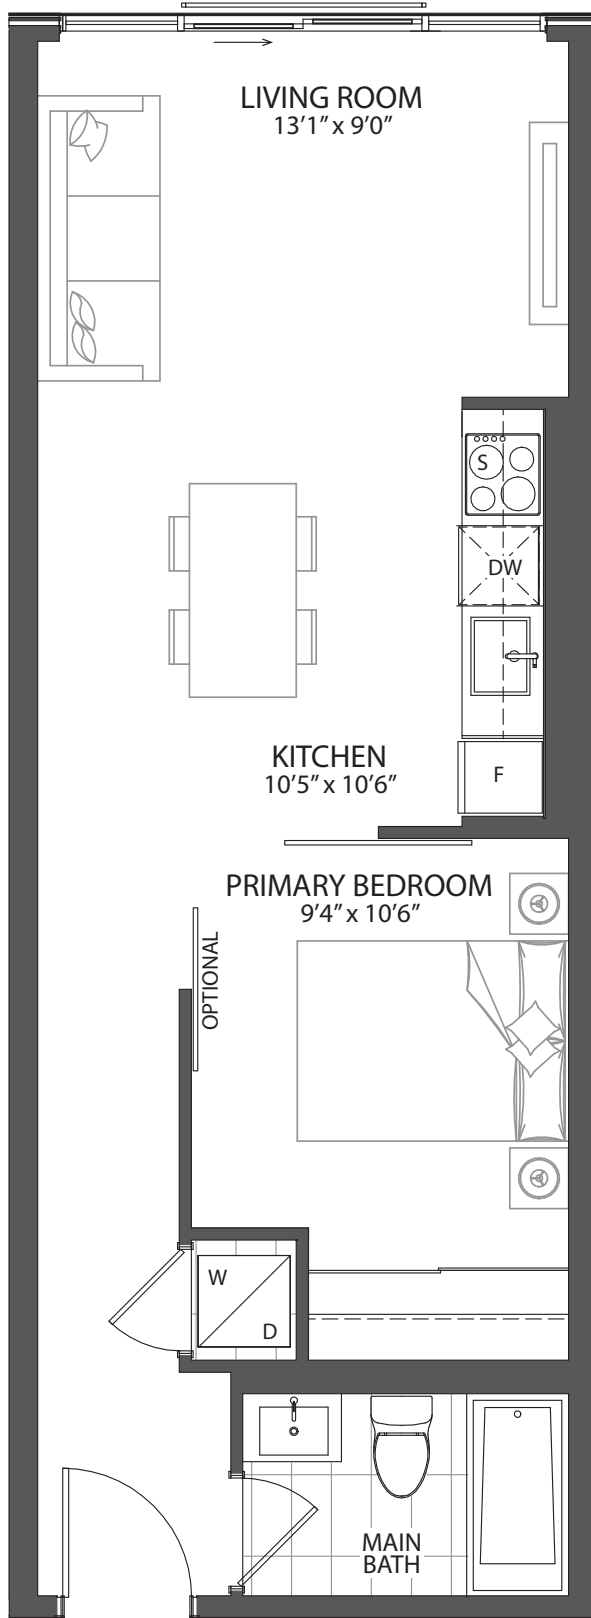 LIVING ROOM
13'1" x 9'0"
S
DW
KITCHEN
10'5" x 10'6"
F
PRIMARY BEDROOM
9'4" x 10'6"
OPTIONAL
W
D
MAIN
BATH